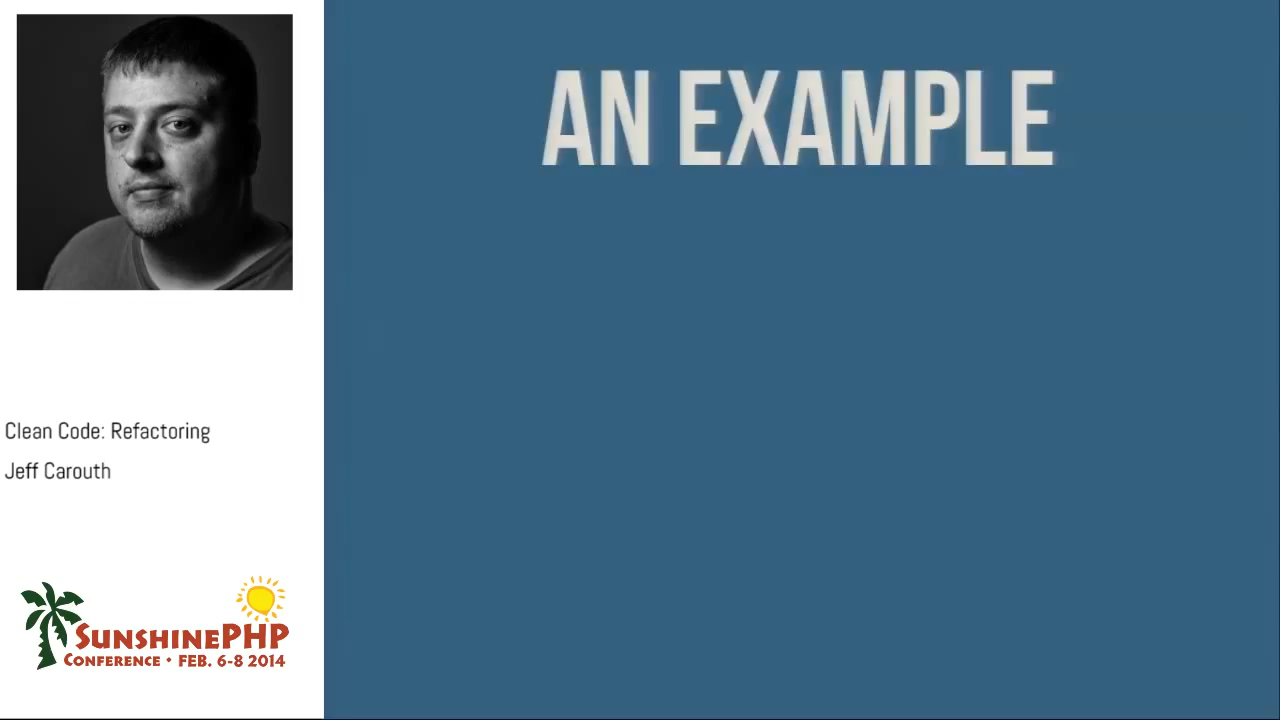 AN EXAMPLE
Clean Code: Refactoring
Jeff Carouth
SUNSHINEPHP
CONFERENCE • FEB. 6-8 2014